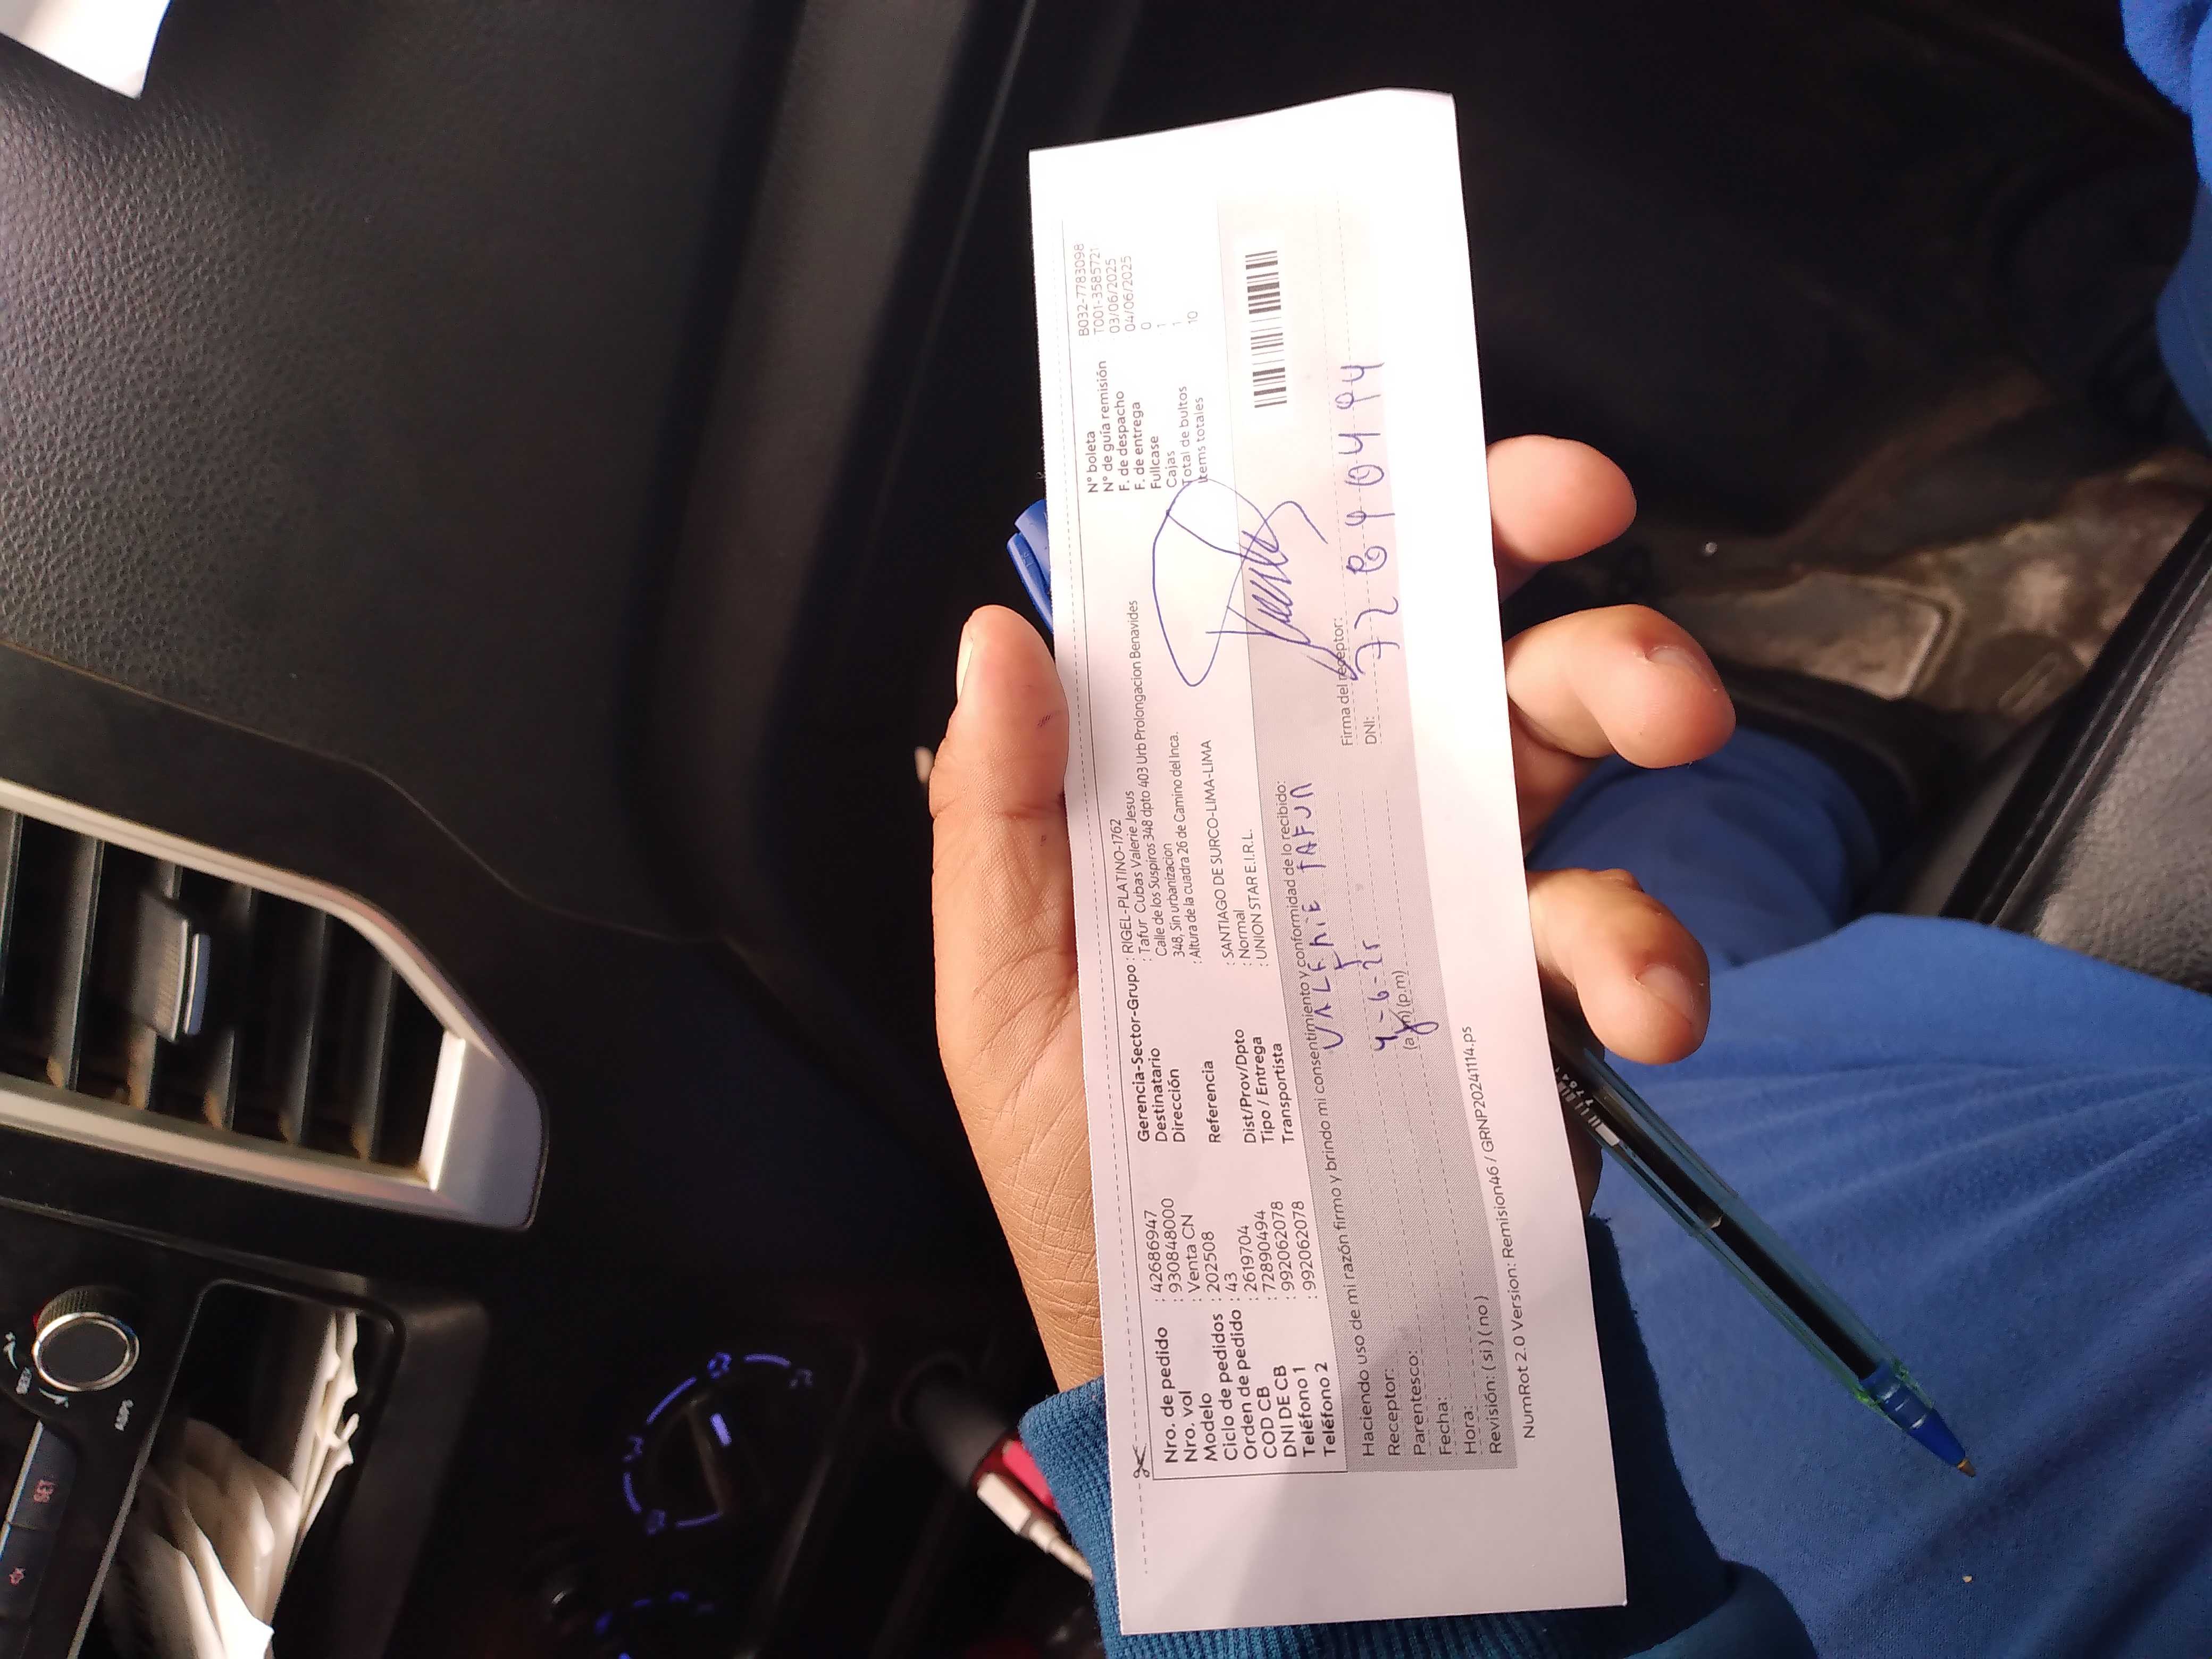 Nro. de pedido : 42686947
Nro. vol : 930848000
Modelo : Venta CN
Ciclo de pedidos : 202508
Orden de pedido : 43
COD CB : 2619704
DNI DE CB : 72890494
Teléfono 1 : 992062078
Teléfono 2 : 992062078
Gerencia-Sector-Grupo : RIGEL-PLATINO-1762
Destinatario : Tafur Cubas Valerie Jesus
Dirección Calle de los Suspiros 348 dpto 403 Urb Prolongacion Benavides
348, Sin urbanizacion
Referencia : Altura de la cuadra 26 de Camino del Inca.
Dist/Prov/Dpto : SANTIAGO DE SURCO-LIMA-LIMA
Tipo / Entrega : Normal
Transportista : UNION STAR E.I.R.L.
N° boleta B032-7783098
N° de guía remisión T001-3585721
F. de despacho 03/06/2025
F. de entrega 04/06/2025
Fullcase 0
Cajas 1
Total de bultos 1
Items totales 10
Haciendo uso de mi razón firmo y brindo mi consentimiento y conformidad de lo recibido:
Receptor: VALERIE TAFUR
Parentesco:
Fecha: 4-6-25
Hora: (a.m) (p.m)
Revisión: ( si ) ( no )
Firma del receptor:
DNI: 72890494
NumRot 2.0 Version: Remision46 / GRNP20241114.ps
SET